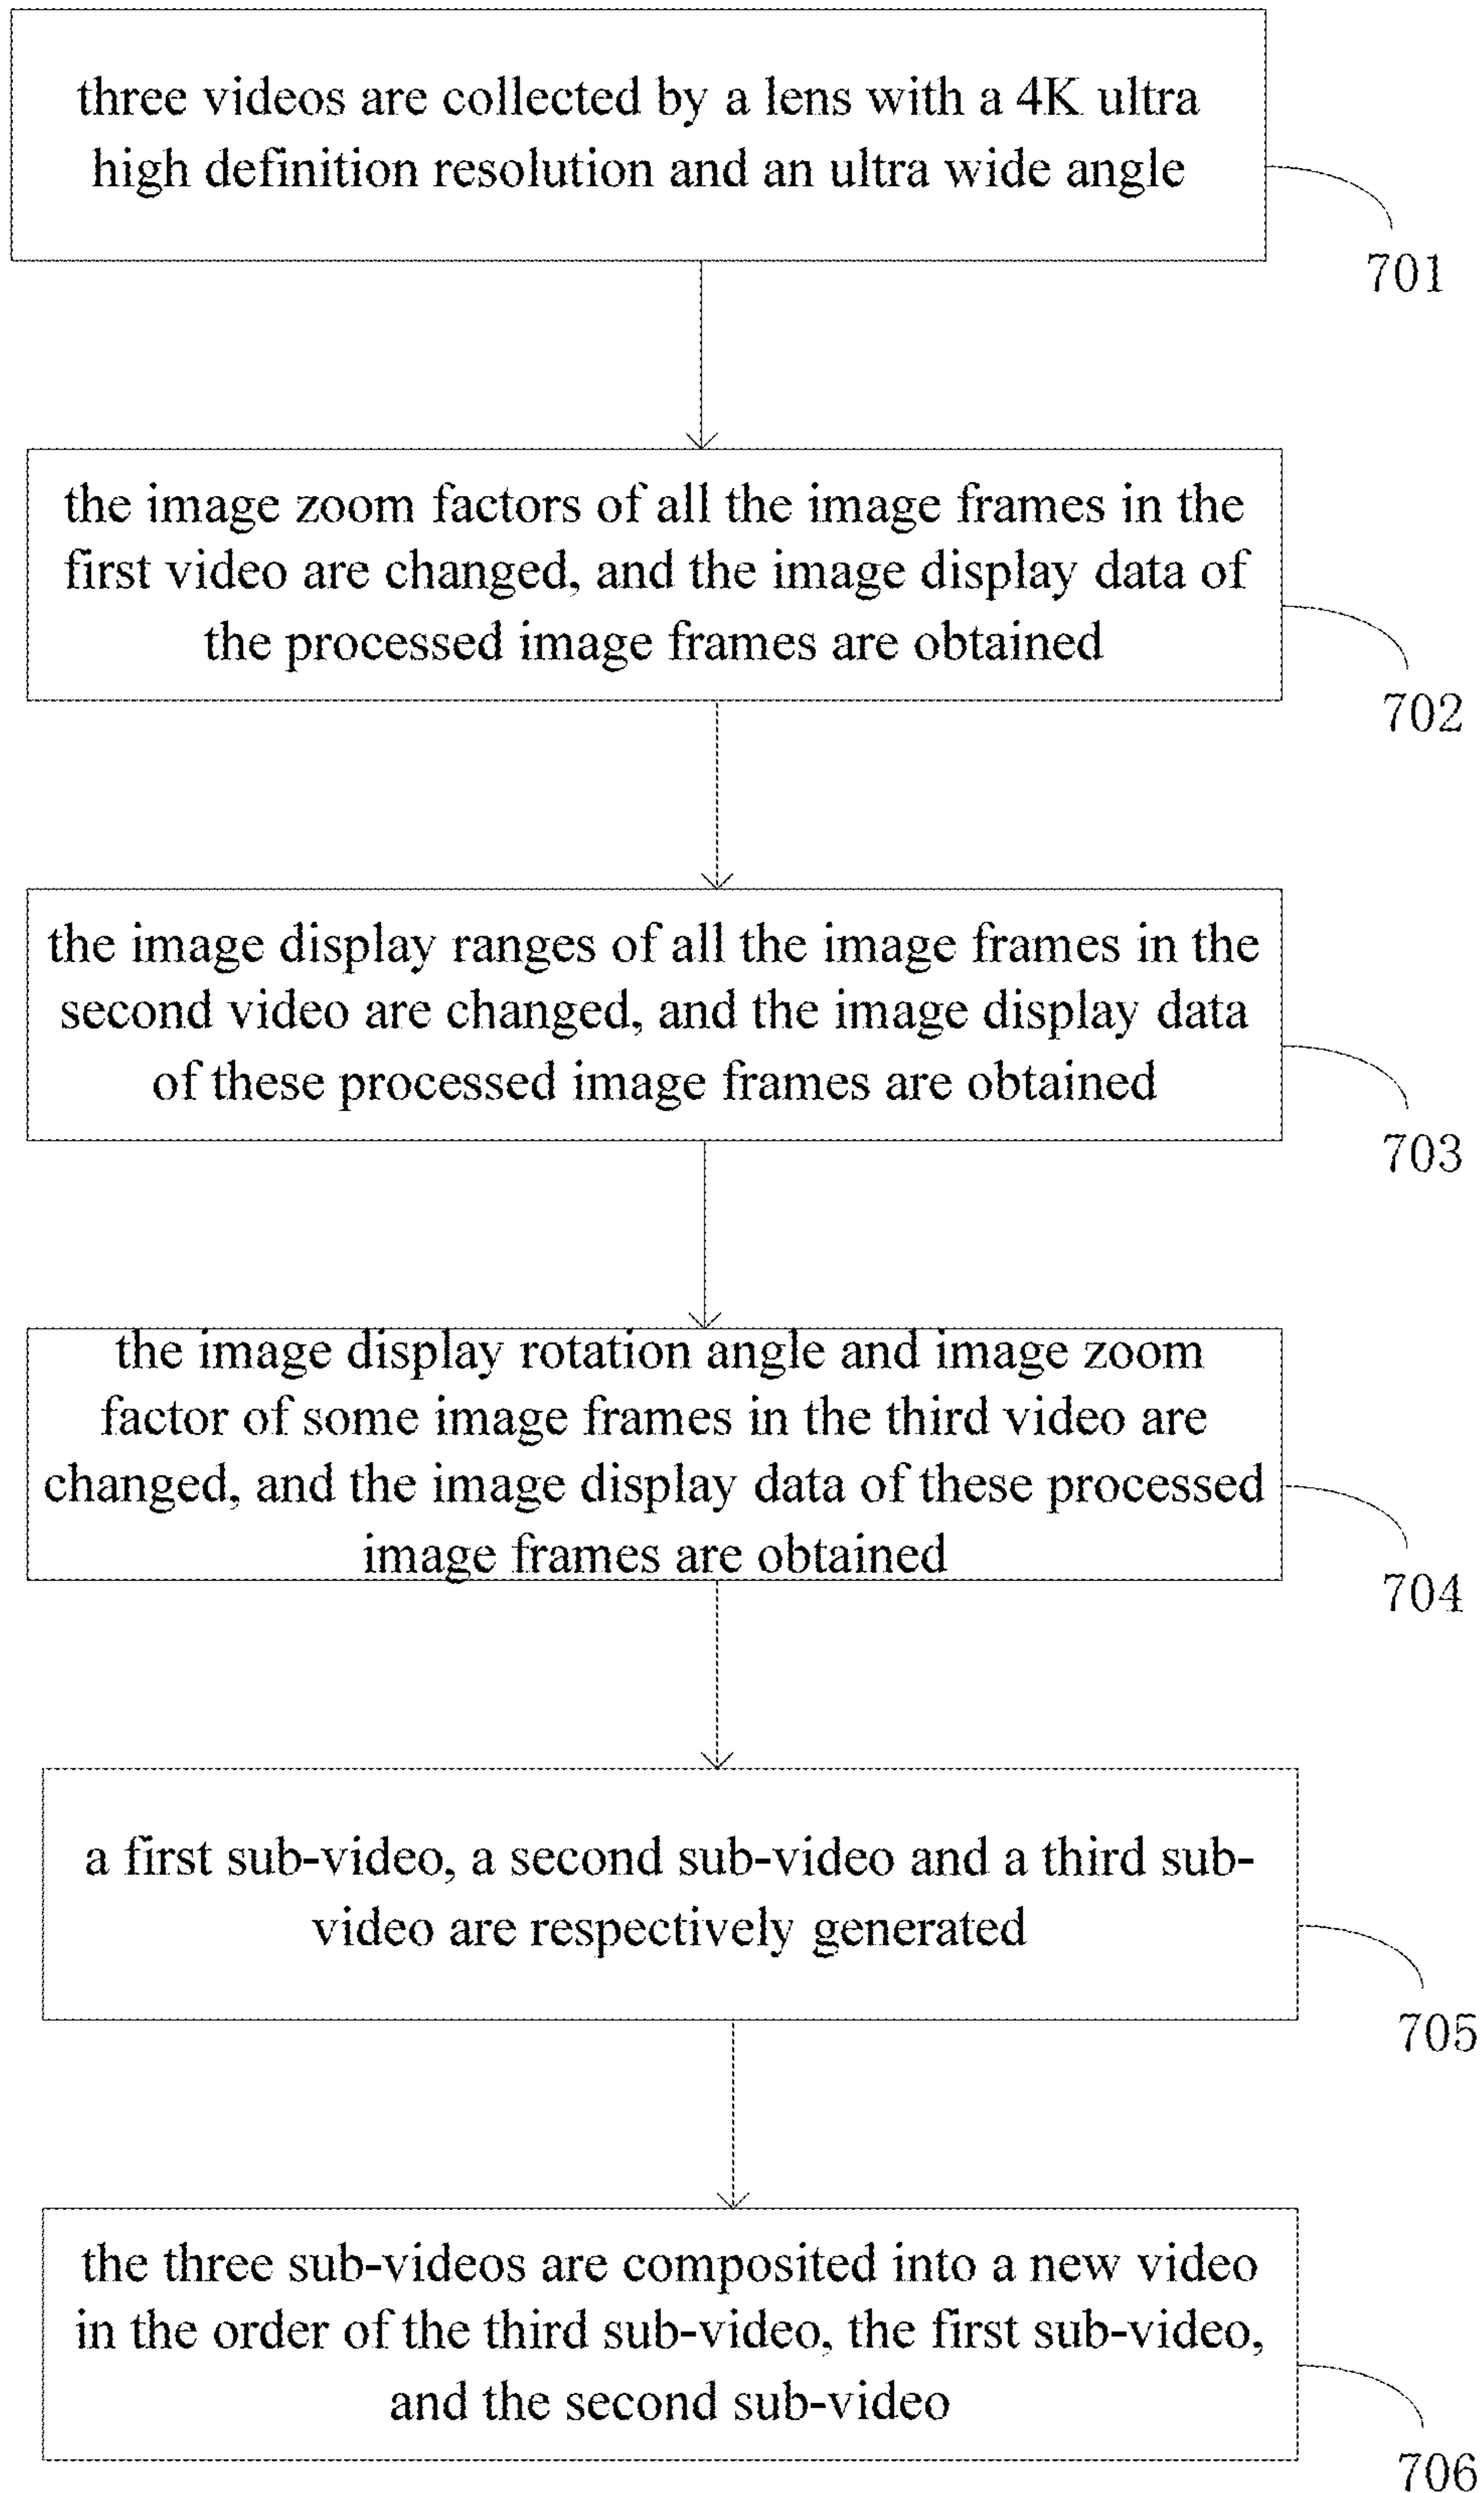 three videos are collected by a lens with a 4K ultra
high definition resolution and an ultra wide angle
701
the image zoom factors of all the image frames in the
first video are changed, and the image display data of
the processed image frames are obtained
702
the image display ranges of all the image frames in the
second video are changed, and the image display data
of these processed image frames are obtained
703
the image display rotation angle and image zoom
factor of some image frames in the third video are
changed, and the image display data of these processed
image frames are obtained
704
a first sub-video, a second sub-video and a third sub-
video are respectively generated
705
the three sub-videos are composited into a new video
in the order of the third sub-video, the first sub-video,
and the second sub-video
706